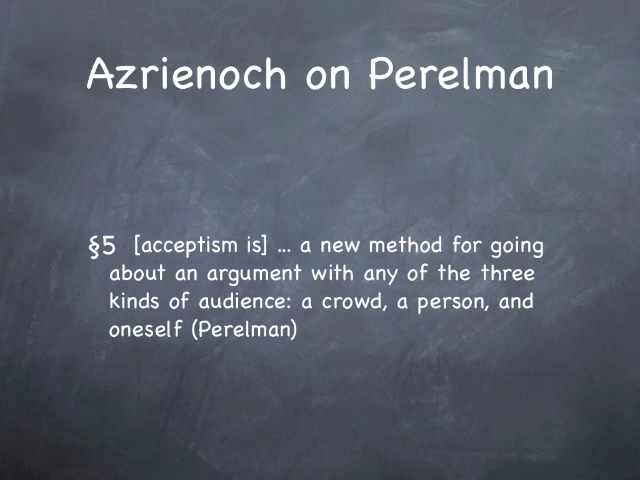 Azrienoch on Perelman
§5 [acceptism is] ... a new method for going
about an argument with any of the three
kinds of audience: a crowd, a person, and
oneself (Perelman)